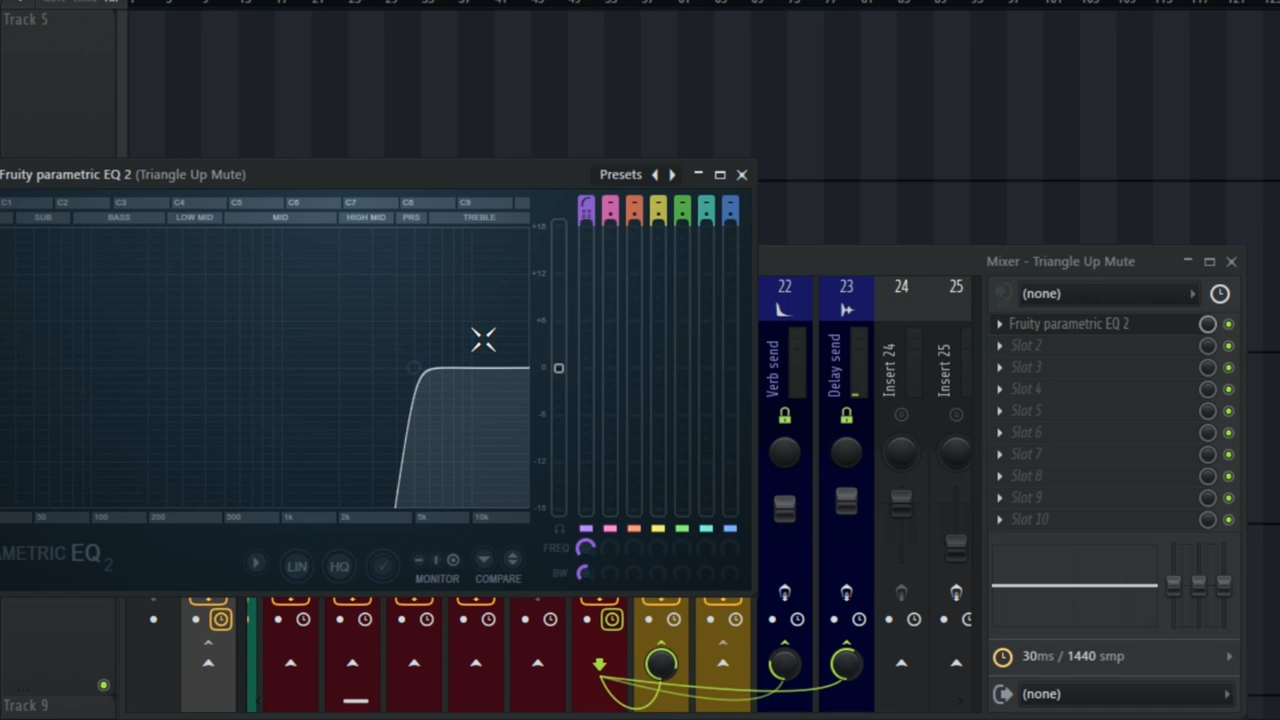 Track 5
Fruity parametric EQ 2 (Triangle Up Mute)
Presets
C1 C2 C3 C4 C5 C6 C7 C8 C9
SUB BASS LOW MID MID HIGH MID PRS TREBLE
+18
+12
+6
0
-6
-12
-18
50 100 200 500 1k 2k 5k 10k
AMETRIC EQ 2
LIN
HQ
MONITOR
COMPARE
FREQ
BW
22 23 24 25
Verb send
Delay send
Insert 24
Insert 25
Mixer - Triangle Up Mute
(none)
Fruity parametric EQ 2
Slot 2
Slot 3
Slot 4
Slot 5
Slot 6
Slot 7
Slot 8
Slot 9
Slot 10
30ms / 1440 smp
(none)
...
Track 9